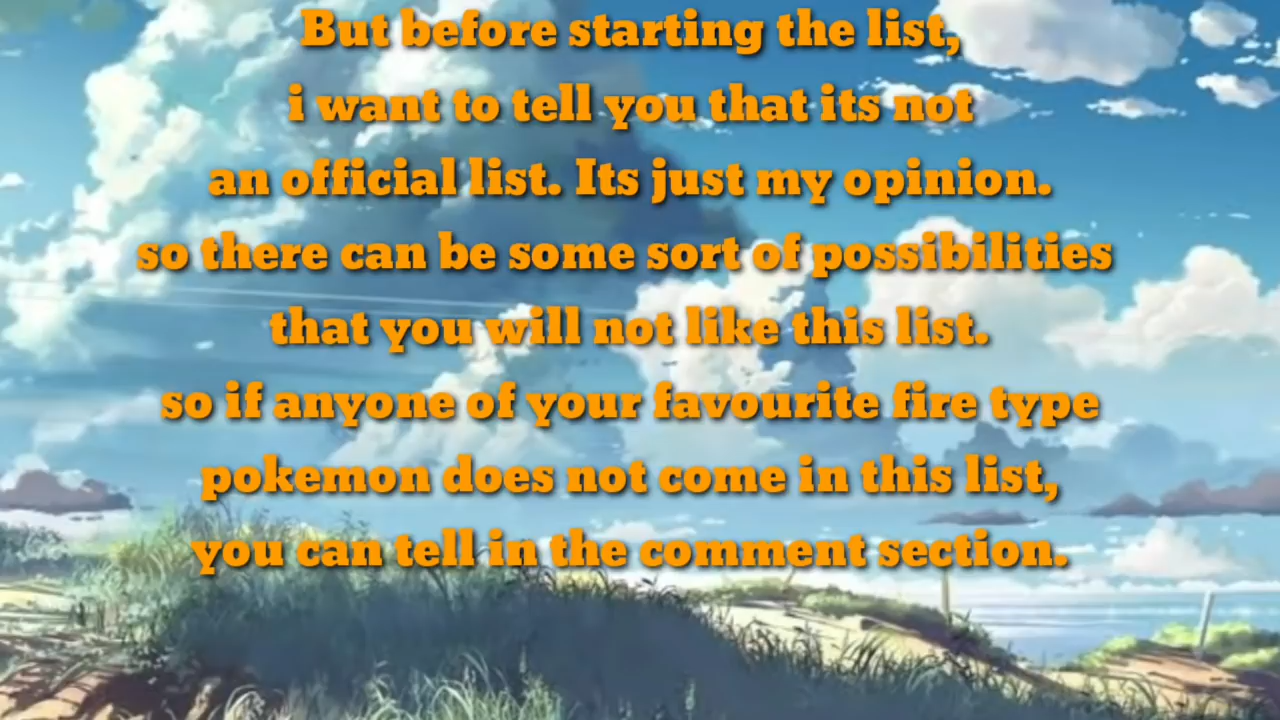 But before starting the list,
i want to tell you that its not
an official list. Its just my opinion.
so there can be some sort of possibilities
that you will not like this list.
so if anyone of your favourite fire type
pokemon does not come in this list,
you can tell in the comment section.